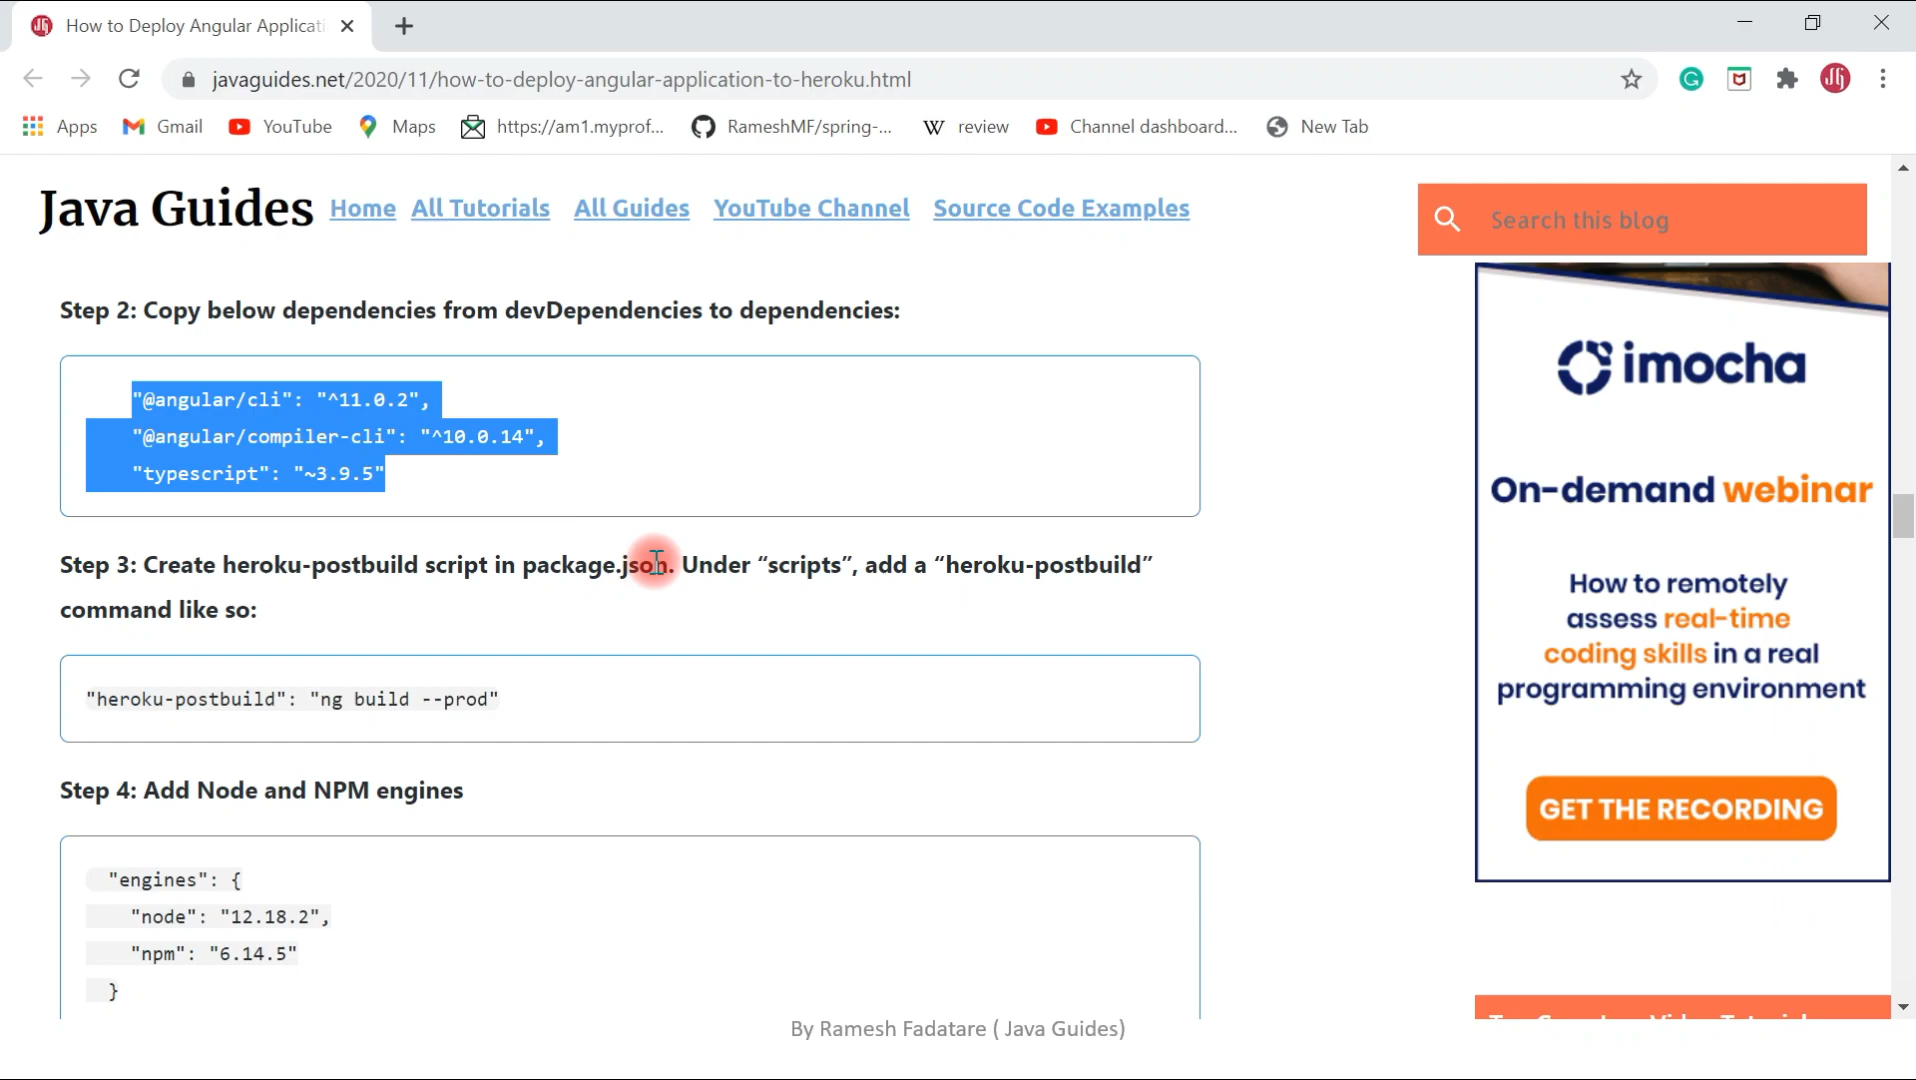 How to Deploy Angular Applicati
javaguides.net/2020/11/how-to-deploy-angular-application-to-heroku.html
Apps Gmail YouTube Maps https://am1.myprof... RameshMF/spring-... review Channel dashboard... New Tab
Java Guides Home All Tutorials All Guides YouTube Channel Source Code Examples
Search this blog
Step 2: Copy below dependencies from devDependencies to dependencies:
"@angular/cli": "^11.0.2",
"@angular/compiler-cli": "^10.0.14",
"typescript": "~3.9.5"
Step 3: Create heroku-postbuild script in package.json. Under “scripts”, add a “heroku-postbuild”
command like so:
"heroku-postbuild": "ng build --prod"
Step 4: Add Node and NPM engines
"engines": {
"node": "12.18.2",
"npm": "6.14.5"
}
imocha
On-demand webinar
How to remotely
assess real-time
coding skills in a real
programming environment
GET THE RECORDING
By Ramesh Fadatare ( Java Guides)